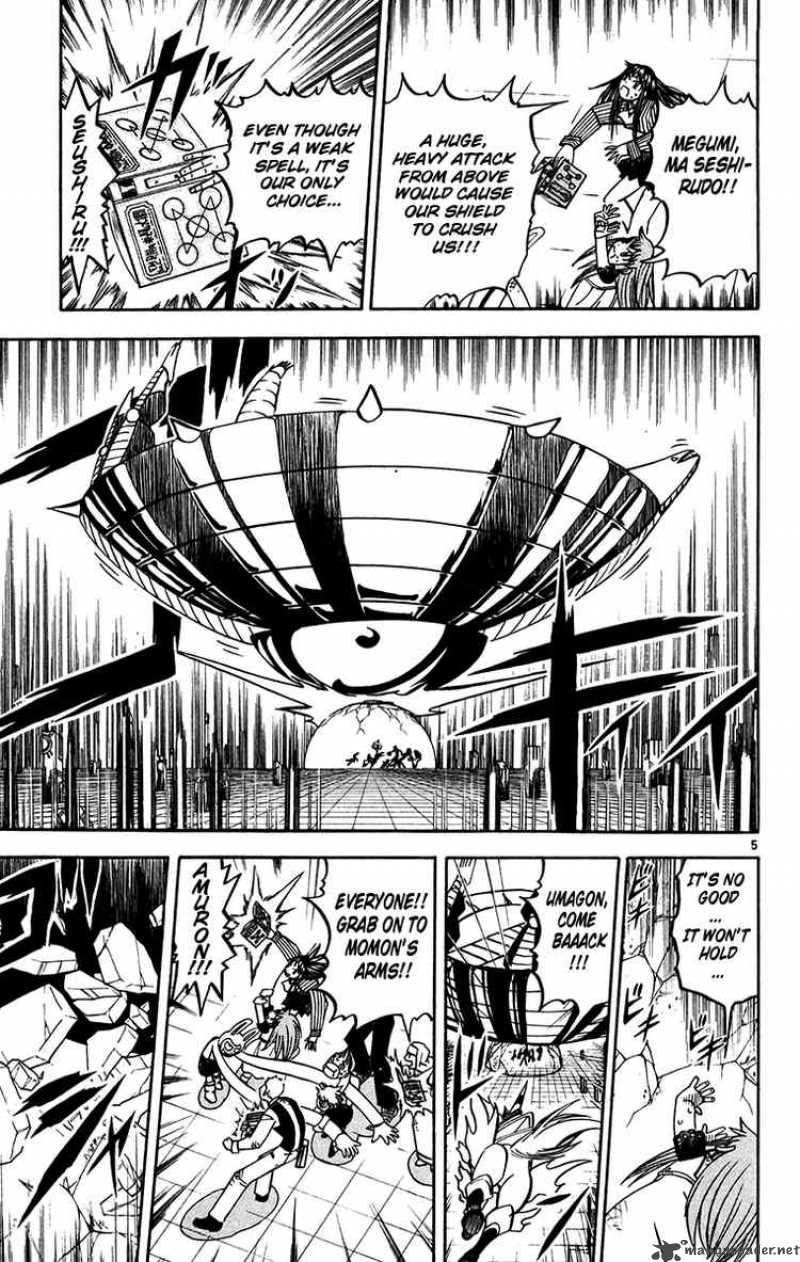 MEGUMI,
MA SESHI-
RUDO!!
A HUGE,
HEAVY ATTACK
FROM ABOVE
WOULD CAUSE
OUR SHIELD
TO CRUSH
US!!!
EVEN THOUGH
IT'S A WEAK
SPELL, IT'S
OUR ONLY
CHOICE...
SEUSHIRU!!!
5
IT'S NO
GOOD
...
IT WON'T
HOLD
...
UMAGON,
COME
BAAACK
!!!
EVERYONE!!
GRAB ON TO
MOMON'S
ARMS!!
AMURON!!!